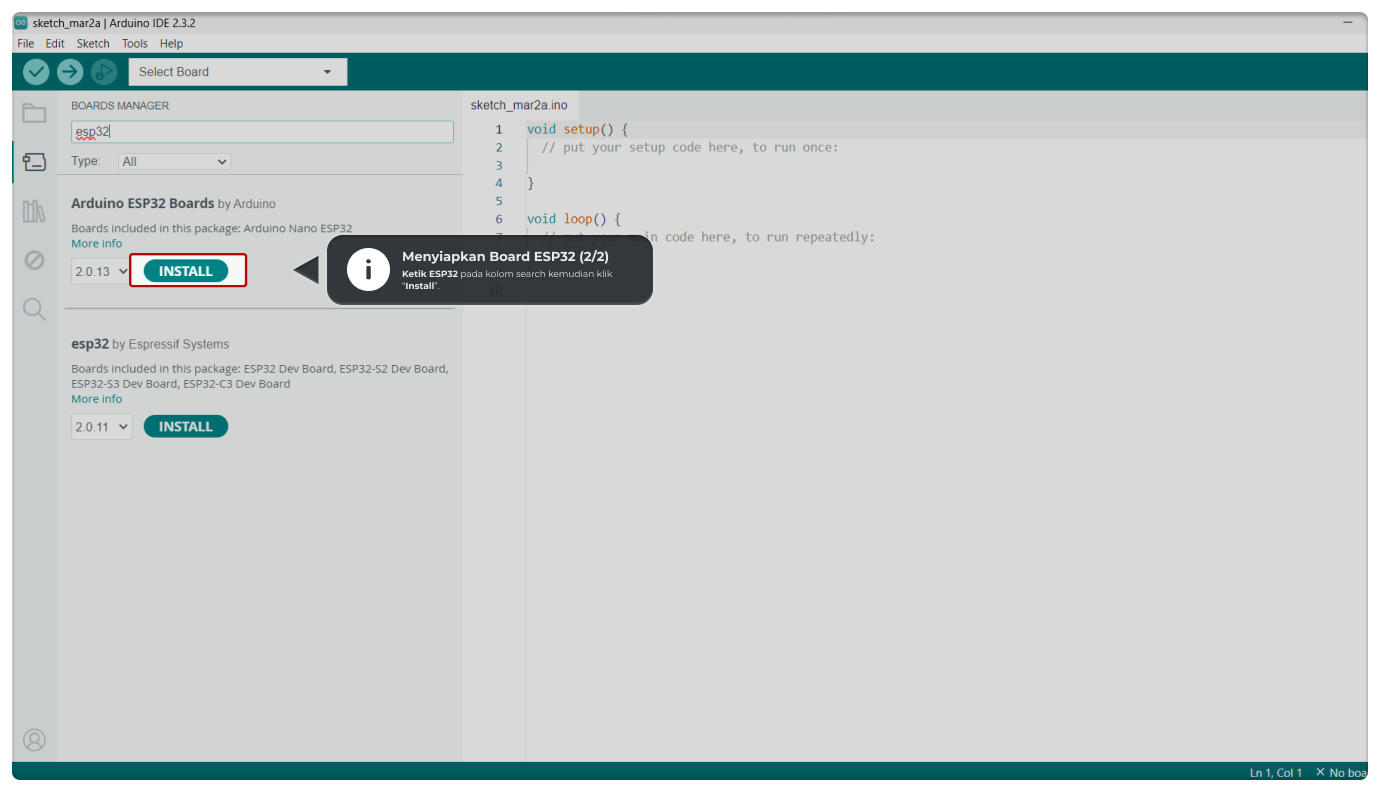 sketch_mar2a | Arduino IDE 2.3.2
File Edit Sketch Tools Help
Select Board
BOARDS MANAGER
esp32
Type: All
Arduino ESP32 Boards by Arduino
Boards included in this package: Arduino Nano ESP32
More info
2.0.13 INSTALL
esp32 by Espressif Systems
Boards included in this package: ESP32 Dev Board, ESP32-S2 Dev Board,
ESP32-S3 Dev Board, ESP32-C3 Dev Board
More info
2.0.11 INSTALL
Menyiapkan Board ESP32 (2/2)
Ketik ESP32 pada kolom search kemudian klik
"Install".
sketch_mar2a.ino
1 void setup() {
2 // put your setup code here, to run once:
3
4 }
5
6 void loop() {
7 // put your main code here, to run repeatedly:
10
Ln 1, Col 1 × No boa